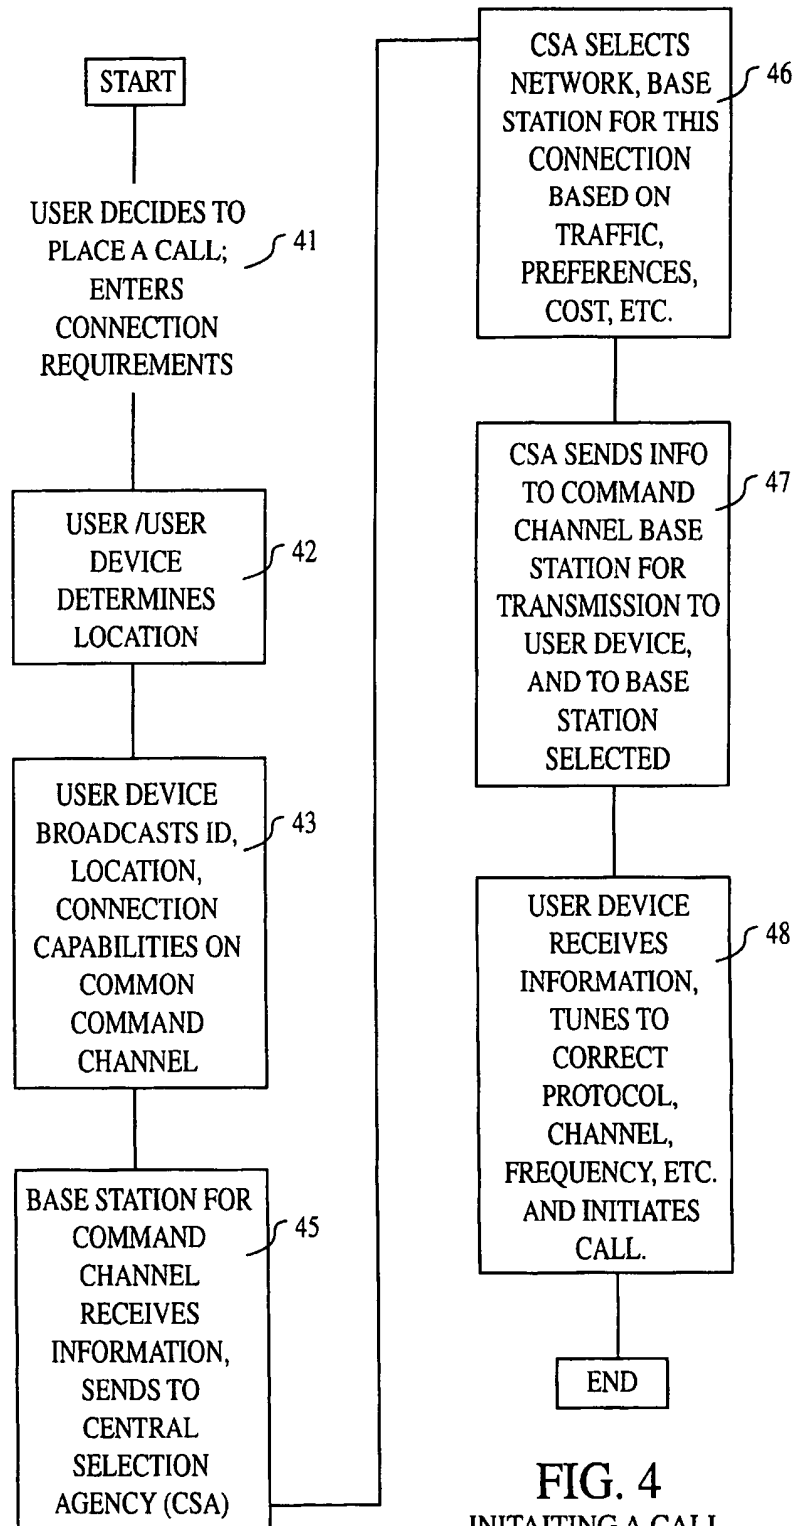 START
USER DECIDES TO
PLACE A CALL;
ENTERS
CONNECTION
REQUIREMENTS
41
USER /USER
DEVICE
DETERMINES
LOCATION
42
USER DEVICE
BROADCASTS ID,
LOCATION,
CONNECTION
CAPABILITIES ON
COMMON
COMMAND
CHANNEL
43
BASE STATION FOR
COMMAND
CHANNEL
RECEIVES
INFORMATION,
SENDS TO
CENTRAL
SELECTION
AGENCY (CSA)
45
CSA SELECTS
NETWORK, BASE
STATION FOR THIS
CONNECTION
BASED ON
TRAFFIC,
PREFERENCES,
COST, ETC.
46
CSA SENDS INFO
TO COMMAND
CHANNEL BASE
STATION FOR
TRANSMISSION TO
USER DEVICE,
AND TO BASE
STATION
SELECTED
47
USER DEVICE
RECEIVES
INFORMATION,
TUNES TO
CORRECT
PROTOCOL,
CHANNEL,
FREQUENCY, ETC.
AND INITIATES
CALL.
48
END
FIG. 4
INITAITING A CALL